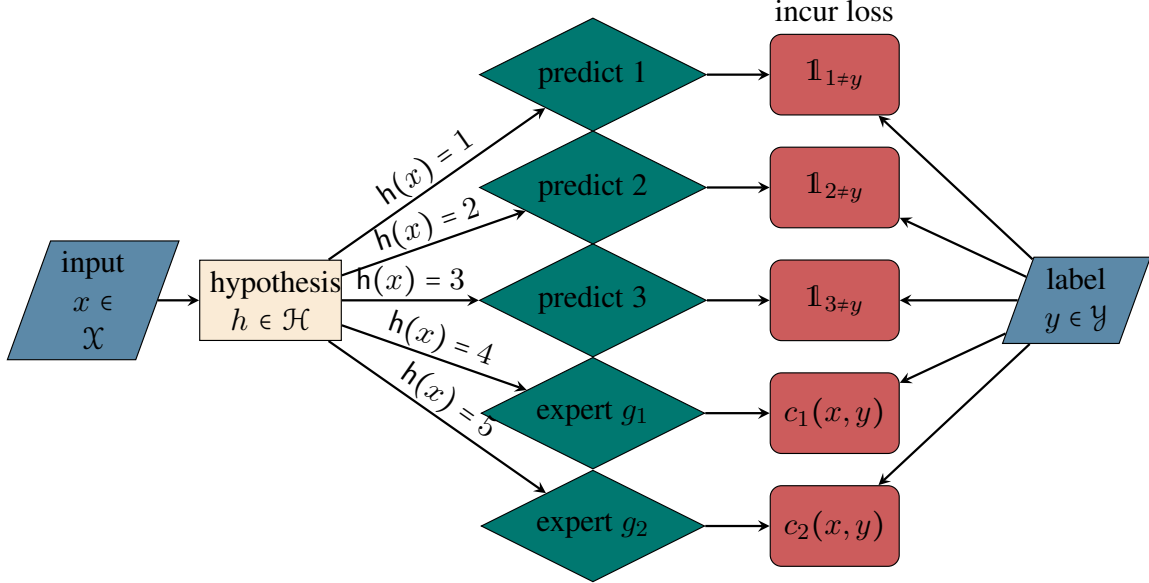 incur loss
predict 1
𝟙₁≠y
h(x) = 1
predict 2
𝟙₂≠y
h(x) = 2
input
x ∈
𝒳
hypothesis
h ∈ ℋ
h(x) = 3
predict 3
𝟙₃≠y
label
y ∈ 𝒴
h(x) = 4
expert g₁
c₁(x, y)
h(x) = 5
expert g₂
c₂(x, y)